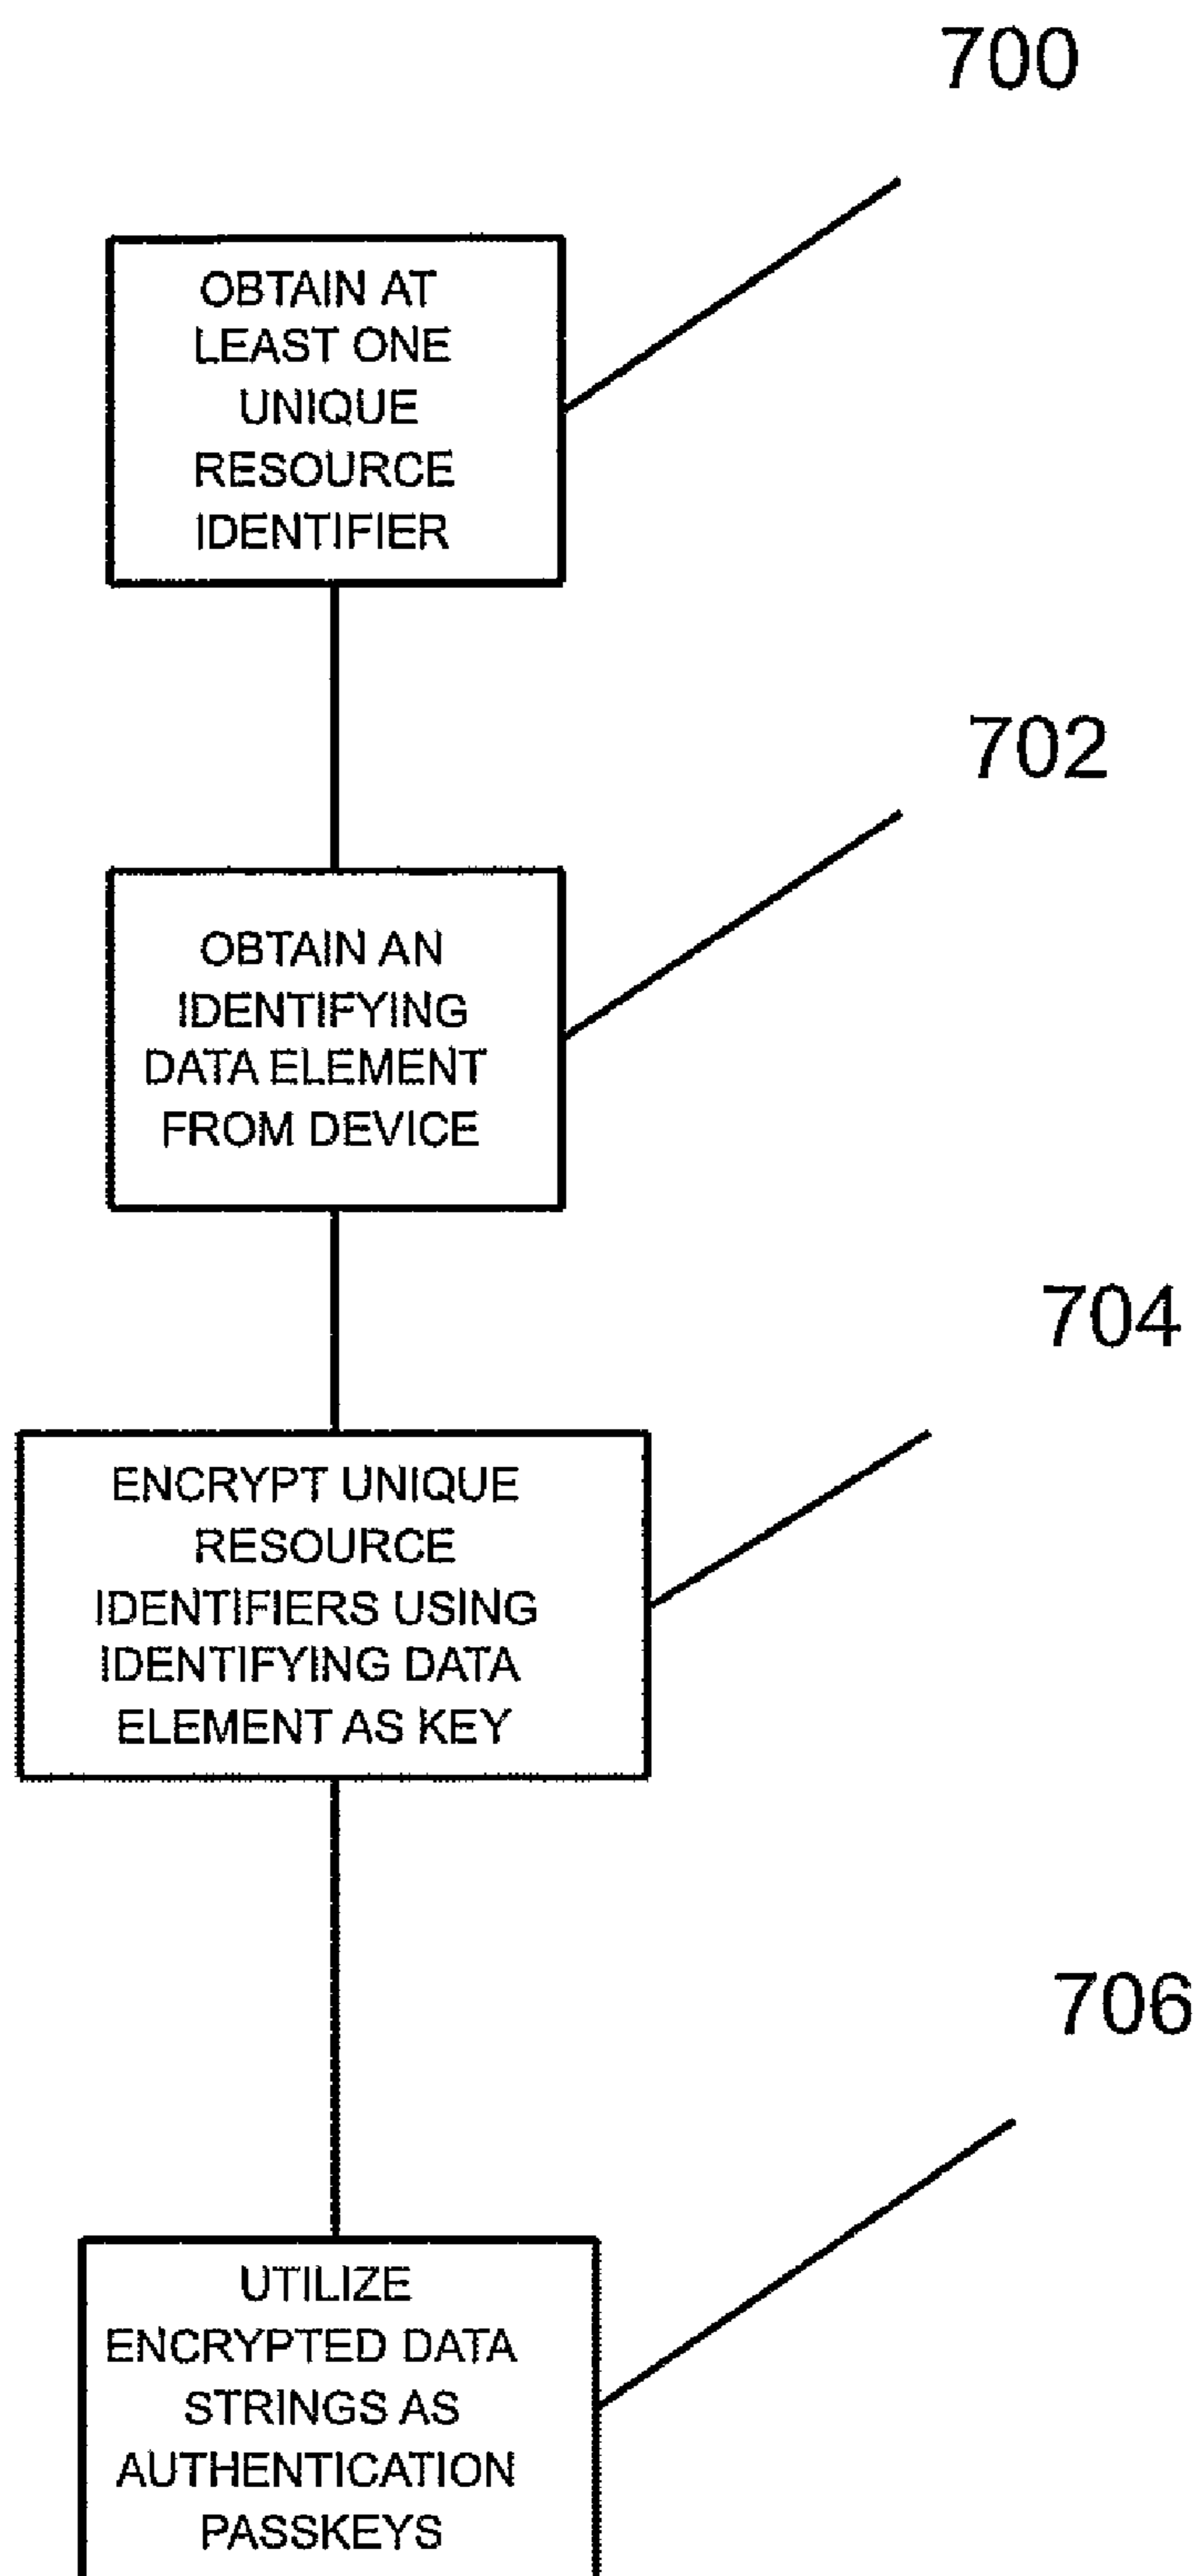 700
OBTAIN AT
LEAST ONE
UNIQUE
RESOURCE
IDENTIFIER
702
OBTAIN AN
IDENTIFYING
DATA ELEMENT
FROM DEVICE
704
ENCRYPT UNIQUE
RESOURCE
IDENTIFIERS USING
IDENTIFYING DATA
ELEMENT AS KEY
706
UTILIZE
ENCRYPTED DATA
STRINGS AS
AUTHENTICATION
PASSKEYS